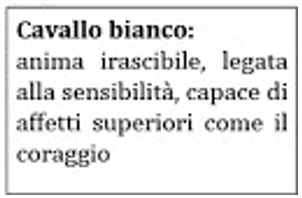 Cavallo bianco:
anima irascibile, legata
alla sensibilità, capace di
affetti superiori come il
coraggio